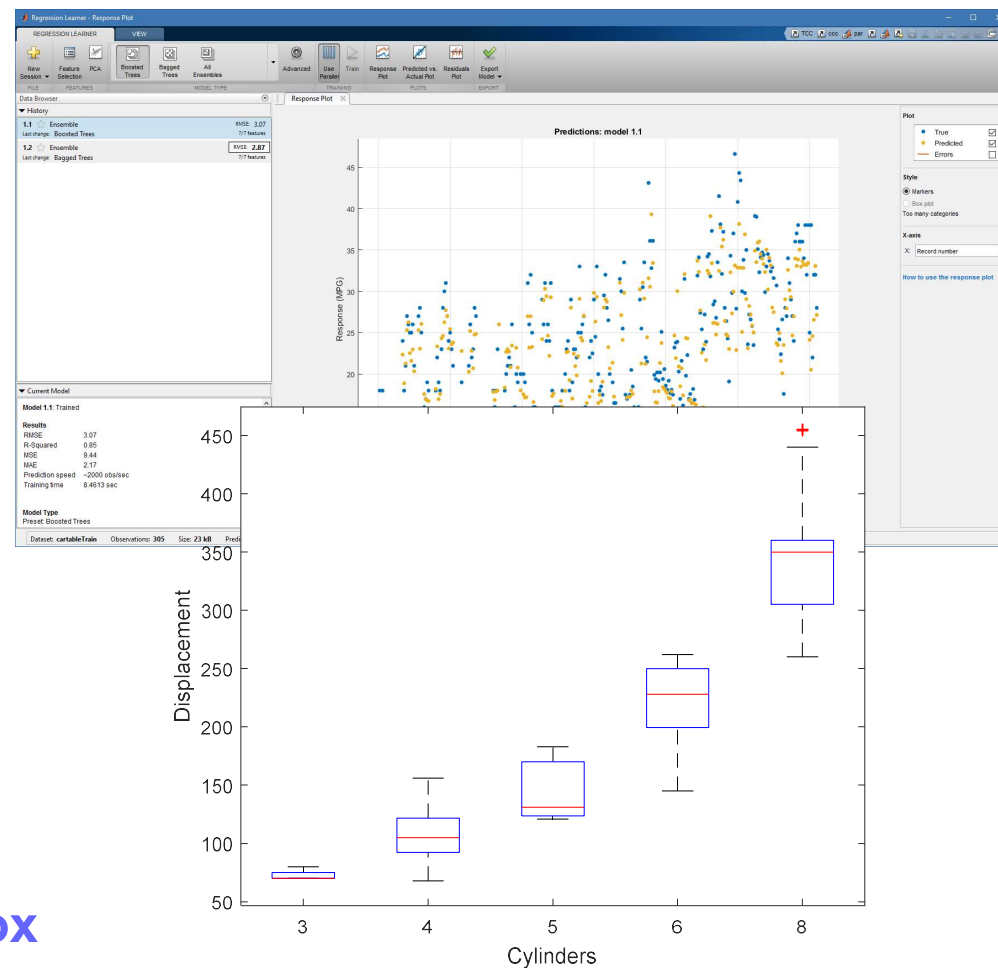 Regression Learner - Response Plot
REGRESSION LEARNER VIEW
TCC ccc par
New Session
Feature Selection
PCA
Boosted Trees
Bagged Trees
All Ensembles
Advanced
Use Parallel
Train
Response Plot
Predicted vs. Actual Plot
Residuals Plot
Export Model
FILE FEATURES MODEL TYPE TRAINING PLOTS EXPORT
Data Browser
History
1.1 Ensemble RMSE: 3.07
Last change: Boosted Trees 7/7 features
1.2 Ensemble RMSE: 2.87
Last change: Bagged Trees 7/7 features
Current Model
Model 1.1: Trained
Results
RMSE 3.07
R-Squared 0.85
MSE 9.44
MAE 2.17
Prediction speed ~2000 obs/sec
Training time 8.4613 sec
Model Type
Preset: Boosted Trees
Dataset: cartableTrain Observations: 305 Size: 23 kB
Response Plot
Predictions: model 1.1
45
40
35
30
25
20
Response (MPG)
Plot
True
Predicted
Errors
Style
Markers
Box plot
Too many categories
X-axis
X: Record number
How to use the response plot
450
400
350
300
250
200
150
100
50
Displacement
3 4 5 6 8
Cylinders